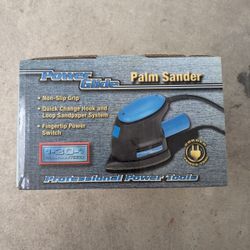 Power Glide
Palm Sander
• Non-Slip Grip
• Quick Change Hook and
Loop Sandpaper System
• Fingertip Power
Switch
Professional Power Tools